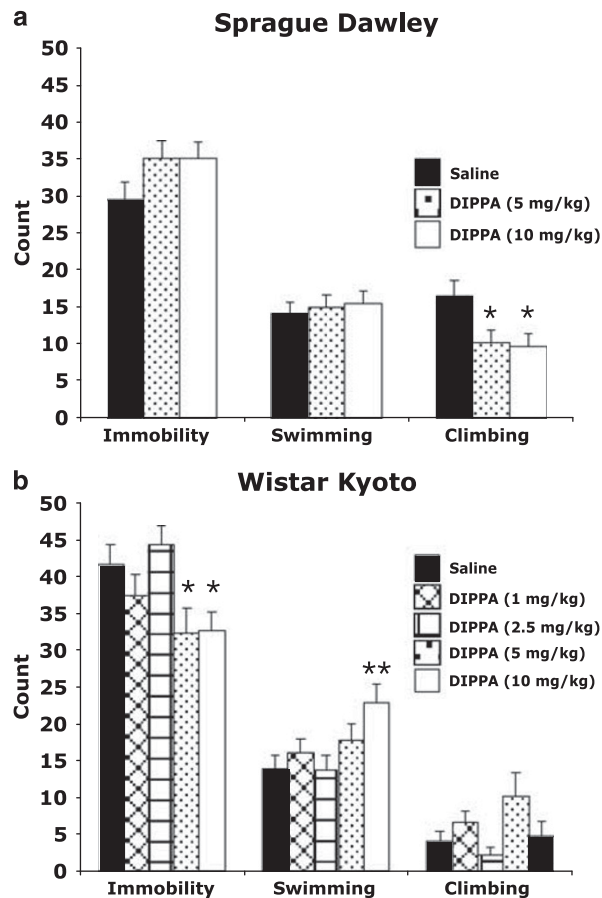 a
Sprague Dawley
50
45
40
35
30
25
20
15
10
5
0
Count
Saline
DIPPA (5 mg/kg)
DIPPA (10 mg/kg)
* *
Immobility Swimming Climbing
b
Wistar Kyoto
50
45
40
35
30
25
20
15
10
5
0
Count
Saline
DIPPA (1 mg/kg)
DIPPA (2.5 mg/kg)
DIPPA (5 mg/kg)
DIPPA (10 mg/kg)
* *
**
Immobility Swimming Climbing